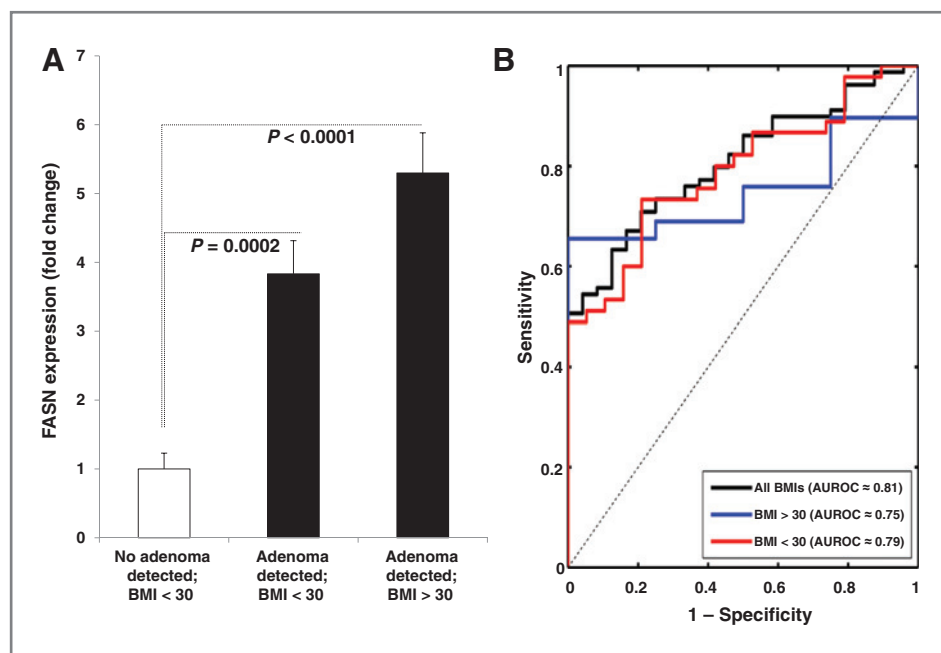 A
FASN expression (fold change)
7
6
5
4
3
2
1
0
P < 0.0001
P = 0.0002
No adenoma
detected;
BMI < 30
Adenoma
detected;
BMI < 30
Adenoma
detected;
BMI > 30
B
Sensitivity
1
0.8
0.6
0.4
0.2
0
All BMIs (AUROC ≈ 0.81)
BMI > 30 (AUROC ≈ 0.75)
BMI < 30 (AUROC ≈ 0.79)
0 0.2 0.4 0.6 0.8 1
1 – Specificity